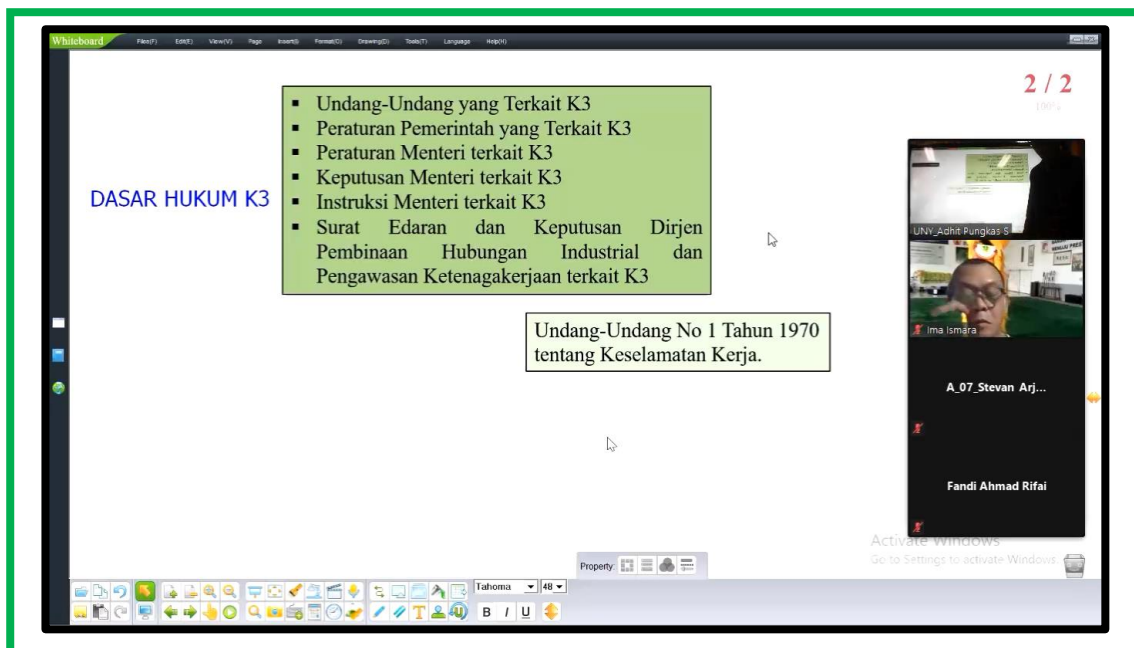 Whiteboard
Files(F) Edit(E) View(V) Page Insert(I) Format(O) Drawing(D) Tools(T) Language Help(H)
2 / 2
100%
DASAR HUKUM K3
▪ Undang-Undang yang Terkait K3
▪ Peraturan Pemerintah yang Terkait K3
▪ Peraturan Menteri terkait K3
▪ Keputusan Menteri terkait K3
▪ Instruksi Menteri terkait K3
▪ Surat Edaran dan Keputusan Dirjen
Pembinaan Hubungan Industrial dan
Pengawasan Ketenagakerjaan terkait K3
Undang-Undang No 1 Tahun 1970
tentang Keselamatan Kerja.
UNY_Adhit Pungkas S
Ima Ismara
A_07_Stevan Arj...
Fandi Ahmad Rifai
Activate Windows
Go to Settings to activate Windows.
Property:
Tahoma 48
B I U